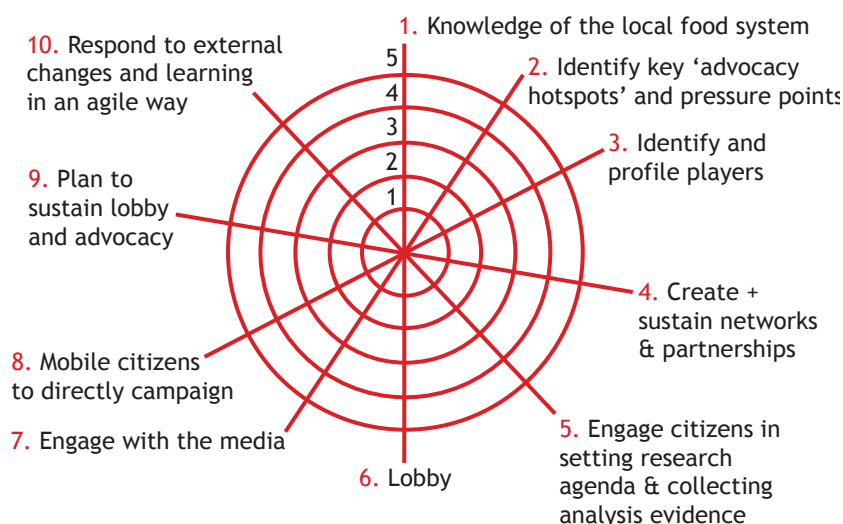 1. Knowledge of the local food system
2. Identify key ‘advocacy
hotspots’ and pressure points
3. Identify and
profile players
4. Create +
sustain networks
& partnerships
5. Engage citizens in
setting research
agenda & collecting
analysis evidence
6. Lobby
7. Engage with the media
8. Mobile citizens
to directly campaign
9. Plan to
sustain lobby
and advocacy
10. Respond to external
changes and learning
in an agile way
5
4
3
2
1